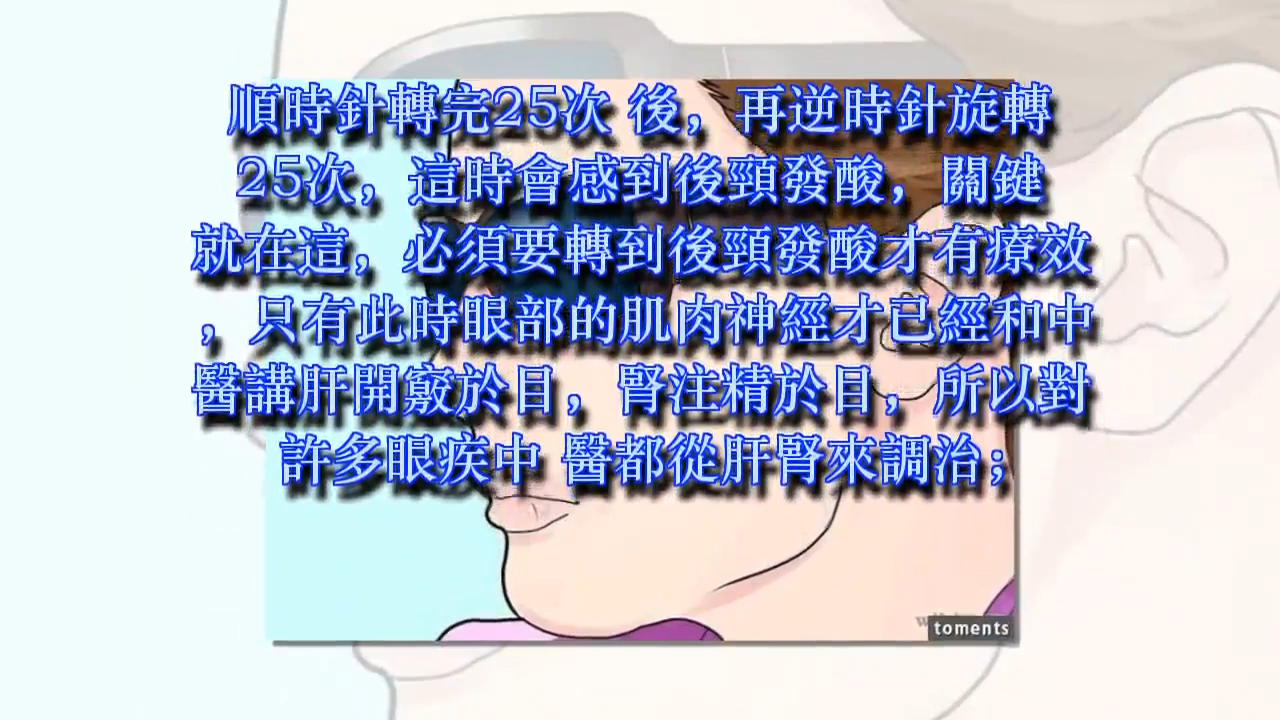 順時針轉完25次 後，再逆時針旋轉
25次，這時會感到後頸發酸，關鍵
就在這，必須要轉到後頸發酸才有療效
，只有此時眼部的肌肉神經才已經和中
醫講肝開竅於目，腎注精於目，所以對
許多眼疾中 醫都從肝腎來調治；
toments